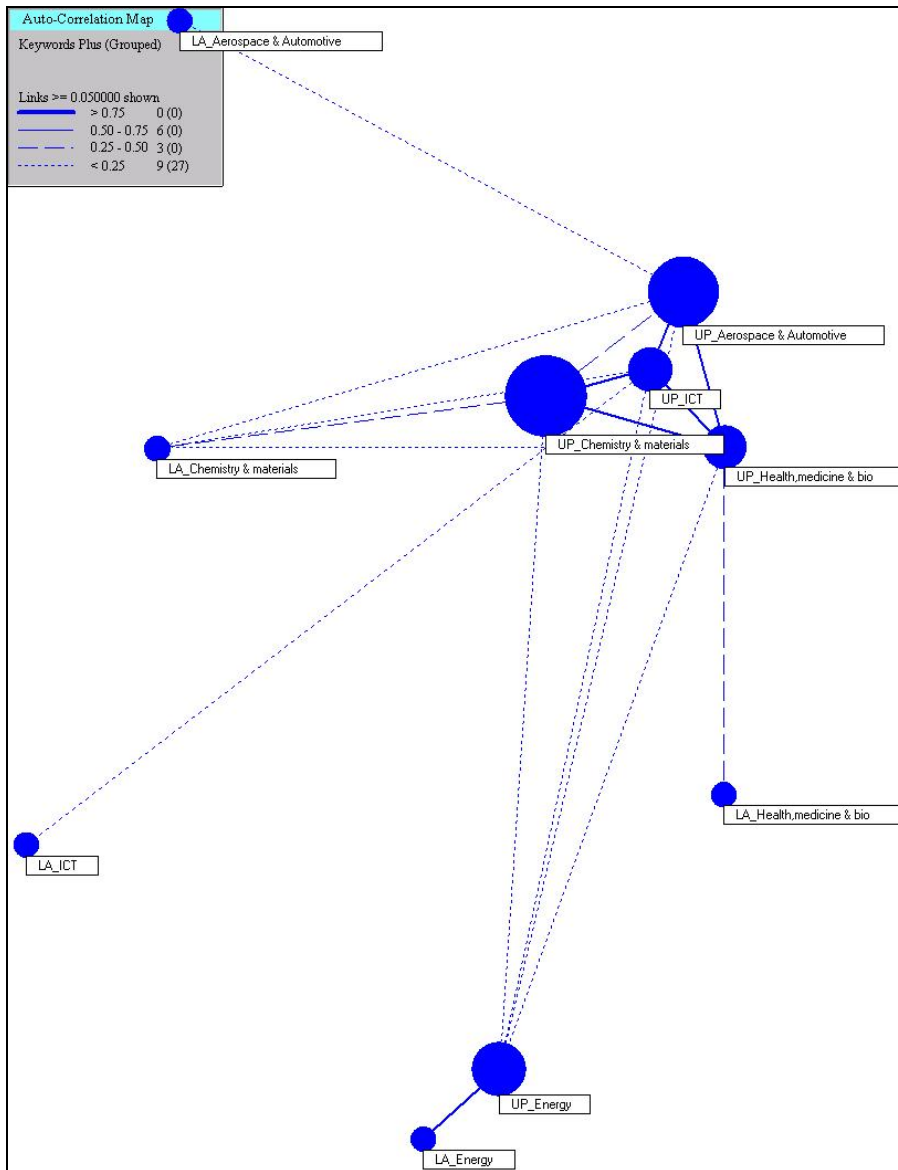 Auto-Correlation Map
Keywords Plus (Grouped)
Links >= 0.050000 shown
> 0.75 0 (0)
0.50 - 0.75 6 (0)
0.25 - 0.50 3 (0)
< 0.25 9 (27)
LA_Aerospace & Automotive
UP_Aerospace & Automotive
UP_ICT
UP_Chemistry & materials
LA_Chemistry & materials
UP_Health,medicine & bio
LA_Health,medicine & bio
LA_ICT
UP_Energy
LA_Energy